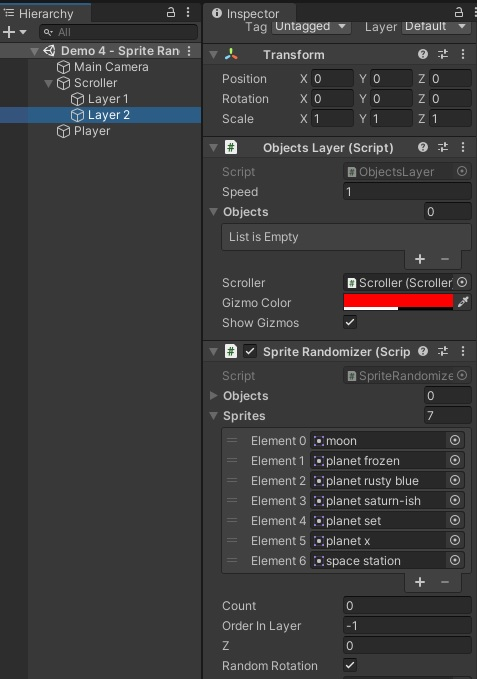 Hierarchy
All
Demo 4 - Sprite Ran
Main Camera
Scroller
Layer 1
Layer 2
Player
Inspector
Tag Untagged Layer Default
Transform
Position X 0 Y 0 Z 0
Rotation X 0 Y 0 Z 0
Scale X 1 Y 1 Z 1
# Objects Layer (Script)
Script # ObjectsLayer
Speed 1
Objects 0
List is Empty
+ −
Scroller # Scroller (Scroller
Gizmo Color
Show Gizmos
# Sprite Randomizer (Scrip
Script # SpriteRandomize
Objects 0
Sprites 7
Element 0 moon
Element 1 planet frozen
Element 2 planet rusty blue
Element 3 planet saturn-ish
Element 4 planet set
Element 5 planet x
Element 6 space station
+ −
Count 0
Order In Layer -1
Z 0
Random Rotation